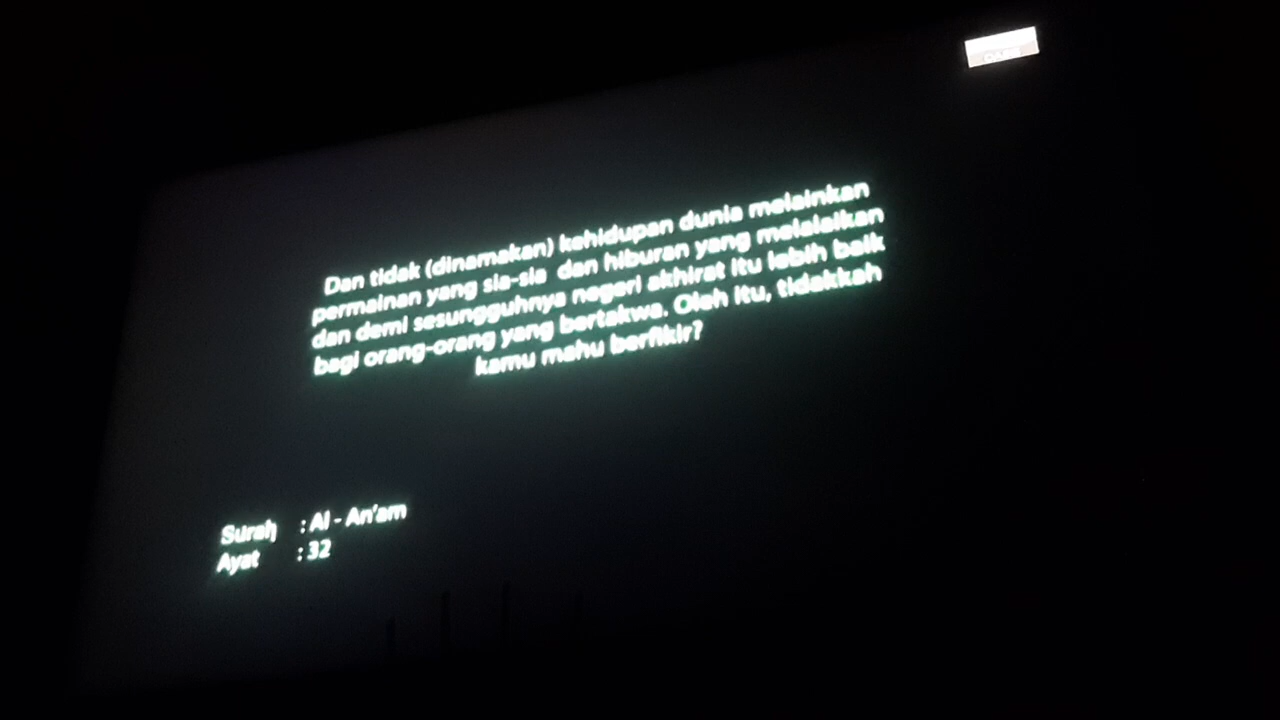 Dan tidak (dinamakan) kehidupan dunia melainkan
permainan yang sia-sia dan hiburan yang melalaikan
dan demi sesungguhnya negeri akhirat itu lebih baik
bagi orang-orang yang bertakwa. Oleh itu, tidakkah
kamu mahu berfikir?
Surah : Al - An'am
Ayat : 32